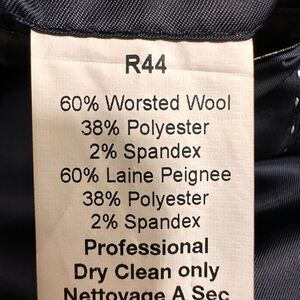 R44
60% Worsted Wool
38% Polyester
2% Spandex
60% Laine Peignee
38% Polyester
2% Spandex
Professional
Dry Clean only
Nettoyage A Sec